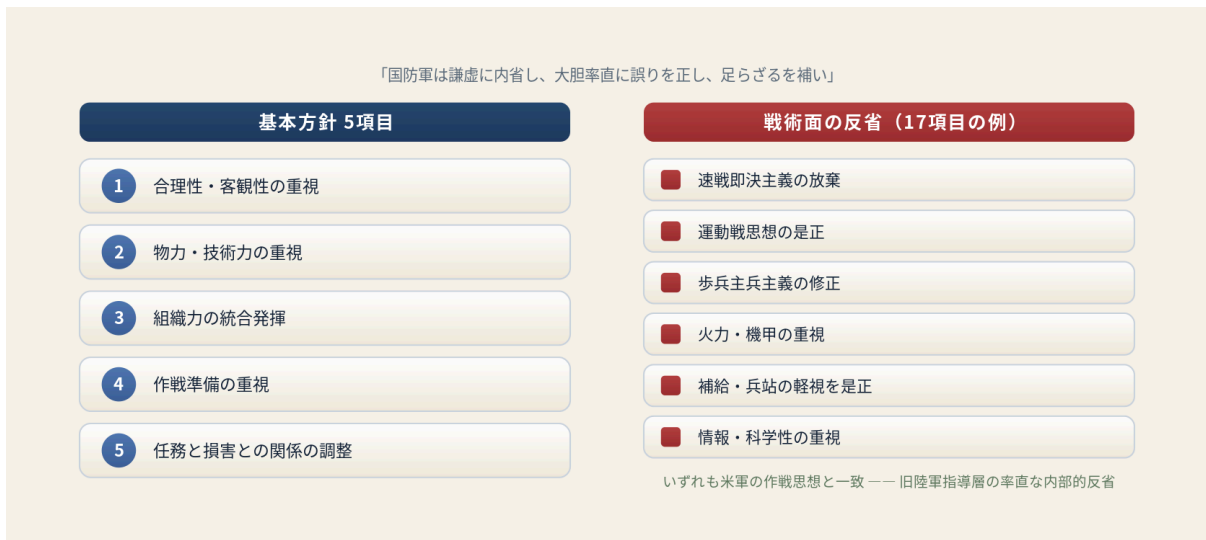 「国防軍は謙虚に内省し、大胆率直に誤りを正し、足らざるを補い」
基本方針 5項目
1 合理性・客観性の重視
2 物力・技術力の重視
3 組織力の統合発揮
4 作戦準備の重視
5 任務と損害との関係の調整
戦術面の反省（17項目の例）
速戦即決主義の放棄
運動戦思想の是正
歩兵主兵主義の修正
火力・機甲の重視
補給・兵站の軽視を是正
情報・科学性の重視
いずれも米軍の作戦思想と一致 —— 旧陸軍指導層の率直な内部的反省